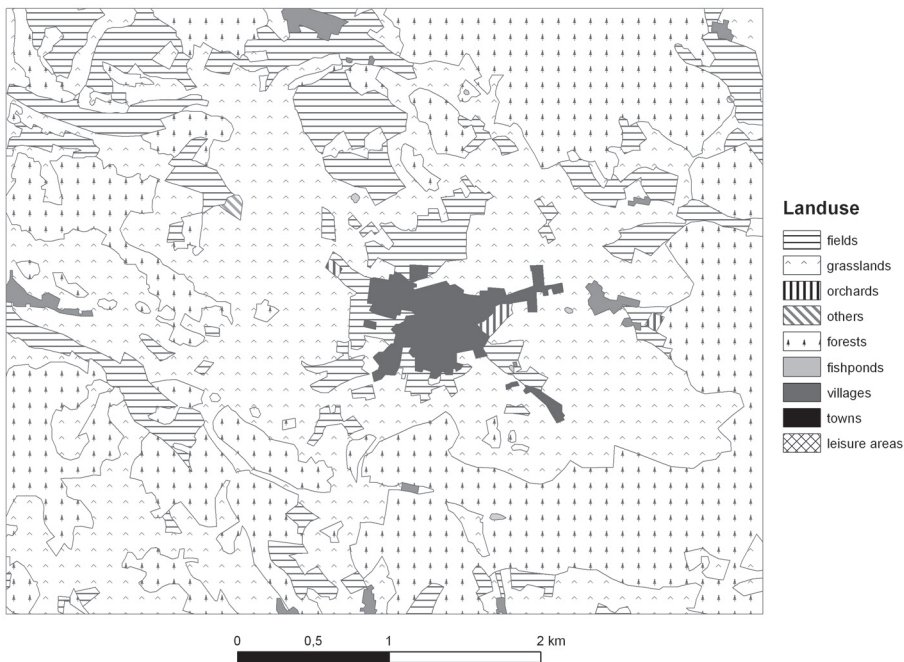 Landuse
fields
grasslands
orchards
others
forests
fishponds
villages
towns
leisure areas
0 0,5 1 2 km